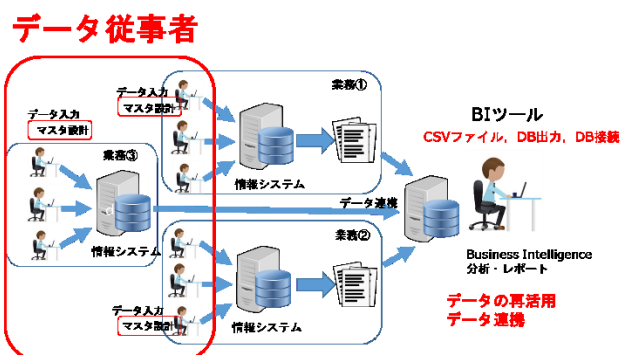 データ従事者
業務①
データ入力
マスタ設計
情報システム
データ入力
マスタ設計
業務③
情報システム
データ連携
業務②
データ入力
マスタ設計
情報システム
BIツール
CSVファイル，DB出力，DB接続
Business Intelligence
分析・レポート
データの再活用
データ連携